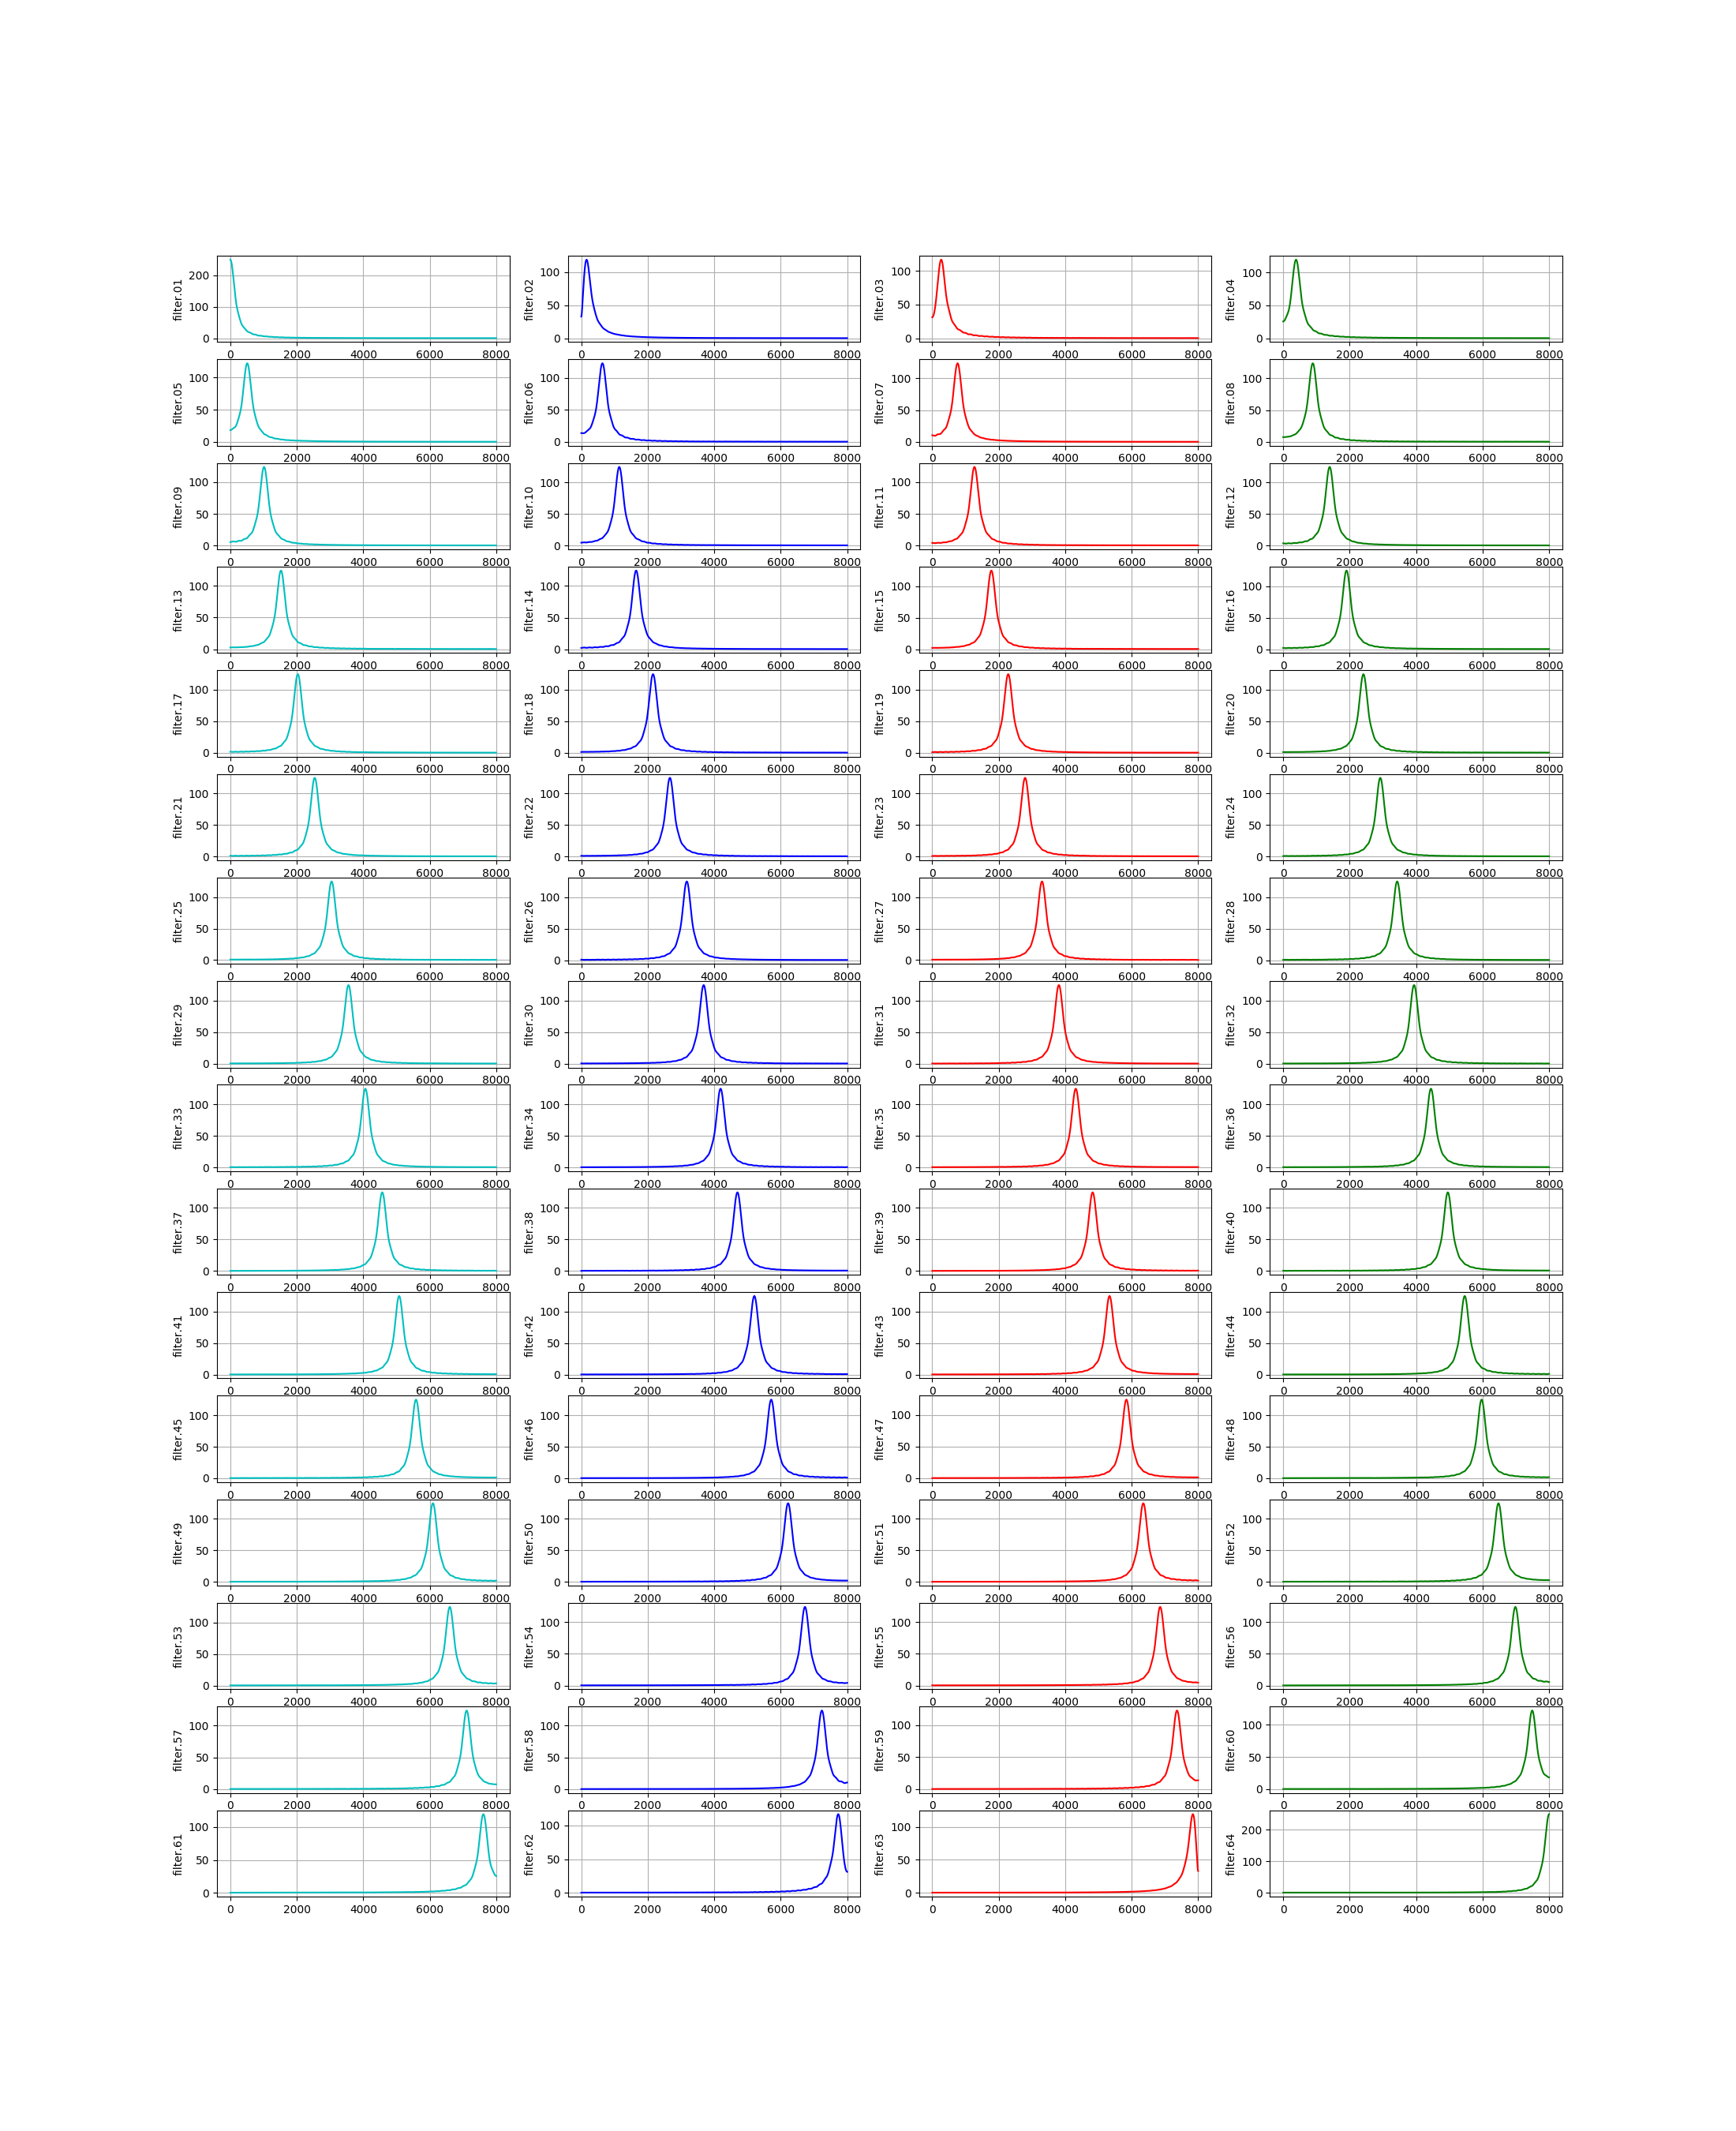 200 100 100 100
filter.01 100 filter.02 50 filter.03 50 filter.04 50
0 0 0 0
0 2000 4000 6000 8000 0 2000 4000 6000 8000 0 2000 4000 6000 8000 0 2000 4000 6000 8000
100 100 100 100
filter.05 50 filter.06 50 filter.07 50 filter.08 50
0 0 0 0
0 2000 4000 6000 8000 0 2000 4000 6000 8000 0 2000 4000 6000 8000 0 2000 4000 6000 8000
100 100 100 100
filter.09 50 filter.10 50 filter.11 50 filter.12 50
0 0 0 0
0 2000 4000 6000 8000 0 2000 4000 6000 8000 0 2000 4000 6000 8000 0 2000 4000 6000 8000
100 100 100 100
filter.13 50 filter.14 50 filter.15 50 filter.16 50
0 0 0 0
0 2000 4000 6000 8000 0 2000 4000 6000 8000 0 2000 4000 6000 8000 0 2000 4000 6000 8000
100 100 100 100
filter.17 50 filter.18 50 filter.19 50 filter.20 50
0 0 0 0
0 2000 4000 6000 8000 0 2000 4000 6000 8000 0 2000 4000 6000 8000 0 2000 4000 6000 8000
100 100 100 100
filter.21 50 filter.22 50 filter.23 50 filter.24 50
0 0 0 0
0 2000 4000 6000 8000 0 2000 4000 6000 8000 0 2000 4000 6000 8000 0 2000 4000 6000 8000
100 100 100 100
filter.25 50 filter.26 50 filter.27 50 filter.28 50
0 0 0 0
0 2000 4000 6000 8000 0 2000 4000 6000 8000 0 2000 4000 6000 8000 0 2000 4000 6000 8000
100 100 100 100
filter.29 50 filter.30 50 filter.31 50 filter.32 50
0 0 0 0
0 2000 4000 6000 8000 0 2000 4000 6000 8000 0 2000 4000 6000 8000 0 2000 4000 6000 8000
100 100 100 100
filter.33 50 filter.34 50 filter.35 50 filter.36 50
0 0 0 0
0 2000 4000 6000 8000 0 2000 4000 6000 8000 0 2000 4000 6000 8000 0 2000 4000 6000 8000
100 100 100 100
filter.37 50 filter.38 50 filter.39 50 filter.40 50
0 0 0 0
0 2000 4000 6000 8000 0 2000 4000 6000 8000 0 2000 4000 6000 8000 0 2000 4000 6000 8000
100 100 100 100
filter.41 50 filter.42 50 filter.43 50 filter.44 50
0 0 0 0
0 2000 4000 6000 8000 0 2000 4000 6000 8000 0 2000 4000 6000 8000 0 2000 4000 6000 8000
100 100 100 100
filter.45 50 filter.46 50 filter.47 50 filter.48 50
0 0 0 0
0 2000 4000 6000 8000 0 2000 4000 6000 8000 0 2000 4000 6000 8000 0 2000 4000 6000 8000
100 100 100 100
filter.49 50 filter.50 50 filter.51 50 filter.52 50
0 0 0 0
0 2000 4000 6000 8000 0 2000 4000 6000 8000 0 2000 4000 6000 8000 0 2000 4000 6000 8000
100 100 100 100
filter.53 50 filter.54 50 filter.55 50 filter.56 50
0 0 0 0
0 2000 4000 6000 8000 0 2000 4000 6000 8000 0 2000 4000 6000 8000 0 2000 4000 6000 8000
100 100 100 100
filter.57 50 filter.58 50 filter.59 50 filter.60 50
0 0 0 0
0 2000 4000 6000 8000 0 2000 4000 6000 8000 0 2000 4000 6000 8000 0 2000 4000 6000 8000
100 100 100 200
filter.61 50 filter.62 50 filter.63 50 filter.64 100
0 0 0 0
0 2000 4000 6000 8000 0 2000 4000 6000 8000 0 2000 4000 6000 8000 0 2000 4000 6000 8000